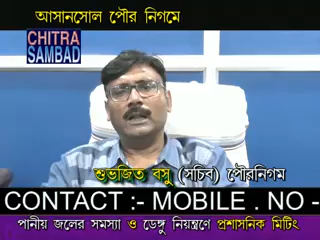 আসানসোল পৌর নিগমে
CHITRA
SAMBAD
শুভজিত বসু (সচিব) পৌরনিগম
CONTACT :- MOBILE . NO -
পানীয় জলের সমস্যা ও ডেঙ্গু নিয়ন্ত্রণে প্রশাসনিক মিটিং